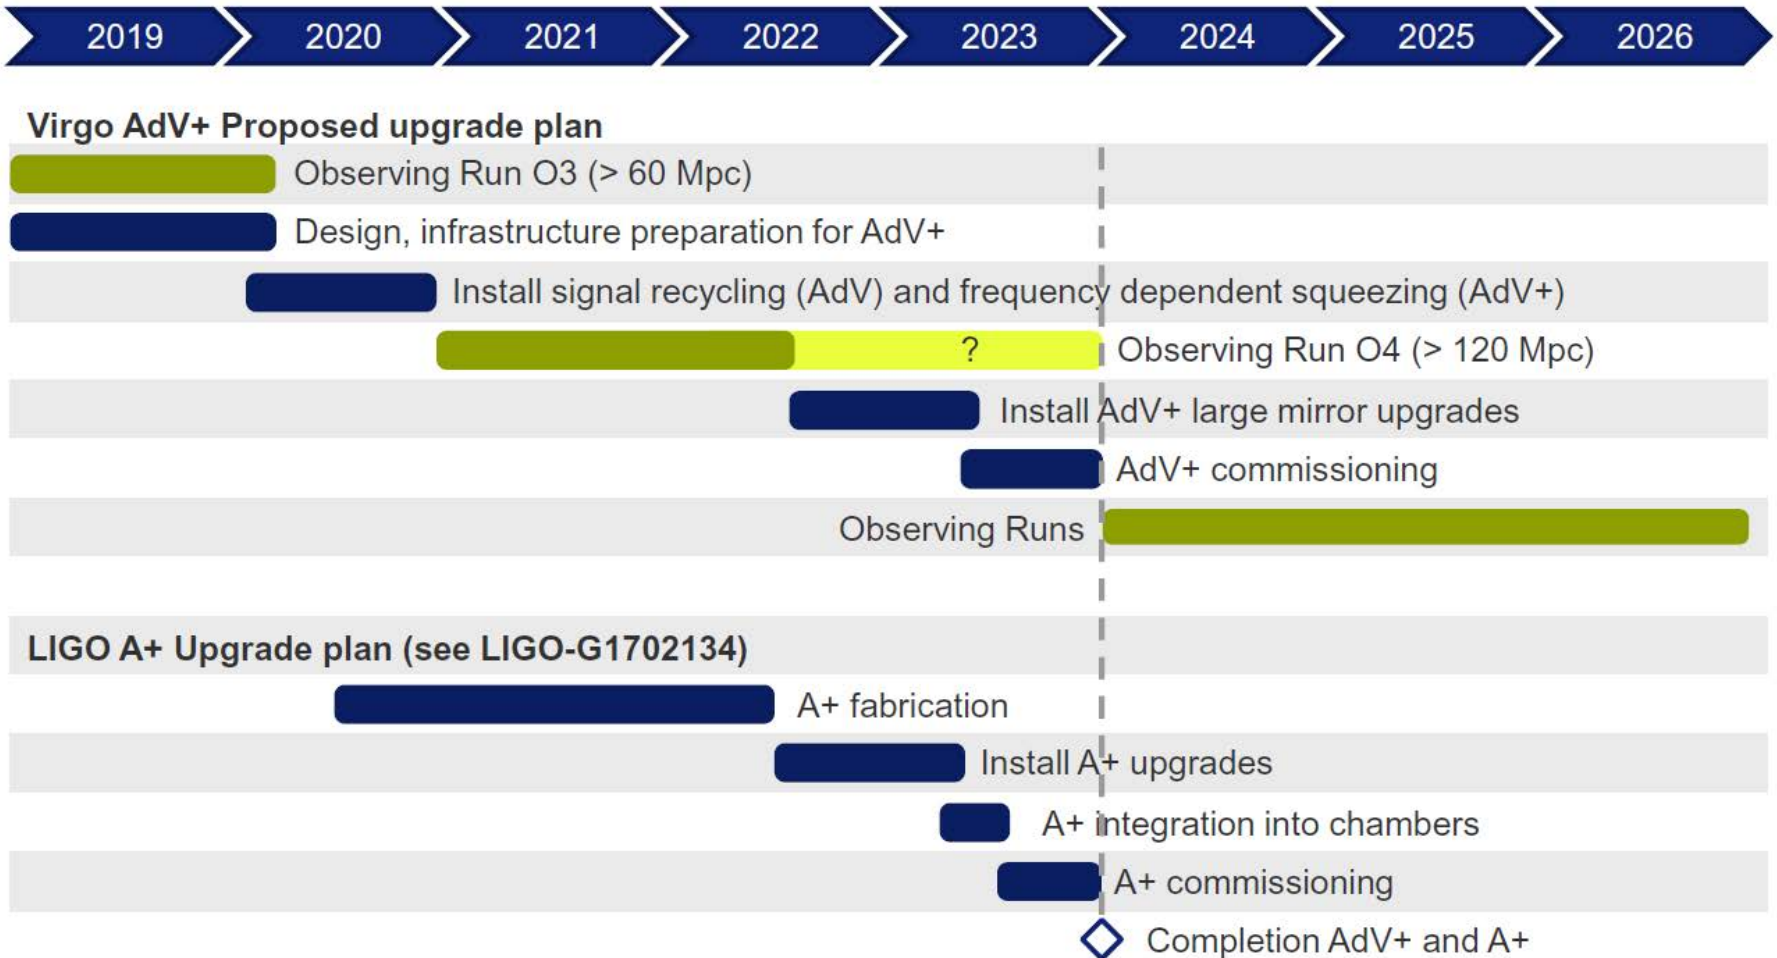 2019 2020 2021 2022 2023 2024 2025 2026
Virgo AdV+ Proposed upgrade plan
Observing Run O3 (> 60 Mpc)
Design, infrastructure preparation for AdV+
Install signal recycling (AdV) and frequency dependent squeezing (AdV+)
? Observing Run O4 (> 120 Mpc)
Install AdV+ large mirror upgrades
AdV+ commissioning
Observing Runs
LIGO A+ Upgrade plan (see LIGO-G1702134)
A+ fabrication
Install A+ upgrades
A+ integration into chambers
A+ commissioning
Completion AdV+ and A+